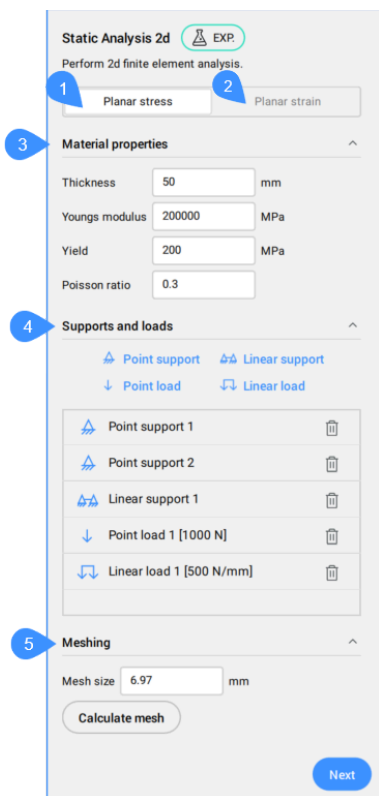 Static Analysis 2d EXP.
Perform 2d finite element analysis.
1 2
Planar stress Planar strain
3 Material properties
Thickness 50 mm
Youngs modulus 200000 MPa
Yield 200 MPa
Poisson ratio 0.3
4 Supports and loads
Point support Linear support
Point load Linear load
Point support 1
Point support 2
Linear support 1
Point load 1 [1000 N]
Linear load 1 [500 N/mm]
5 Meshing
Mesh size 6.97 mm
Calculate mesh
Next